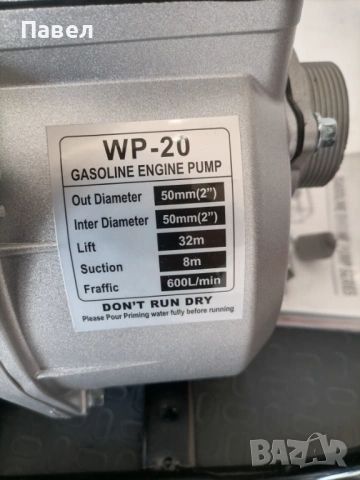 Павел
WP-20
GASOLINE ENGINE PUMP
Out Diameter 50mm(2")
Inter Diameter 50mm(2")
Lift 32m
Suction 8m
Fraffic 600L/min
DON'T RUN DRY
Please Pour Priming water fully before running
BAZAR